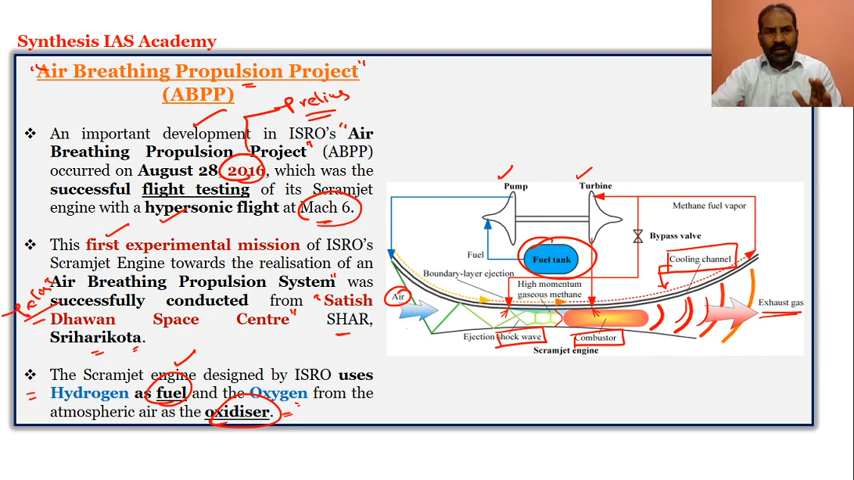 Synthesis IAS Academy
"Air Breathing Propulsion Project"
(ABPP)
Prelims
❖ An important development in ISRO's "Air
Breathing Propulsion Project" (ABPP)
occurred on August 28, 2016, which was the
successful flight testing of its Scramjet
engine with a hypersonic flight at Mach 6.
❖ This first experimental mission of ISRO's
Scramjet Engine towards the realisation of an
Air Breathing Propulsion System" was
successfully conducted from "Satish
Dhawan Space Centre" SHAR,
Sriharikota.
Prelims
❖ The Scramjet engine designed by ISRO uses
Hydrogen as fuel and the Oxygen from the
atmospheric air as the oxidiser.
Pump
Turbine
Methane fuel vapor
Bypass valve
Fuel
Fuel tank
Cooling channel
Boundary-layer ejection
High momentum
gaseous methane
Air
Exhaust gas
Ejection shock wave
Combustor
Scramjet engine